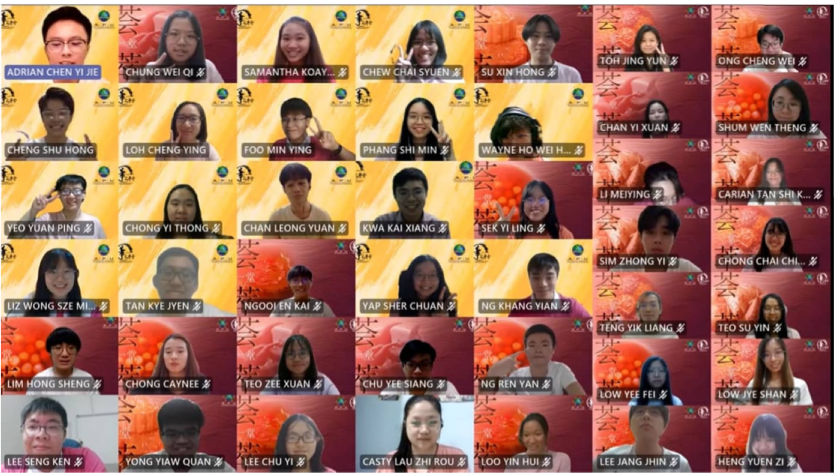 ADRIAN CHEN YI JIE
CHUNG WEI QI
SAMANTHA KOAY...
CHEW CHAI SYUEN
SU XIN HONG
TOH JING YUN
ONG CHENG WEI
CHENG SHU HONG
LOH CHENG YING
FOO MIN YING
PHANG SHI MIN
WAYNE HO WEI H...
CHAN YI XUAN
SHUM WEN THENG
YEO YUAN PING
CHONG YI THONG
CHAN LEONG YUAN
KWA KAI XIANG
SEK YI LING
LI MEIYING
CARIAN TAN SHI K...
SIM ZHONG YI
CHONG CHAI CHI...
LIZ WONG SZE MI...
TAN KYE JYEN
NGOOI EN KAI
YAP SHER CHUAN
NG KHANG YIAN
TENG YIK LIANG
TEO SU YIN
LIM HONG SHENG
CHONG CAYNEE
TEO ZEE XUAN
CHU YEE SIANG
NG REN YAN
LOW YEE FEI
LOW JYE SHAN
LEE SENG KEN
YONG YIAW QUAN
LEE CHU YI
CASTY LAU ZHI ROU
LOO YIN HUI
LEE JANG JHIN
HENG YUEN ZI